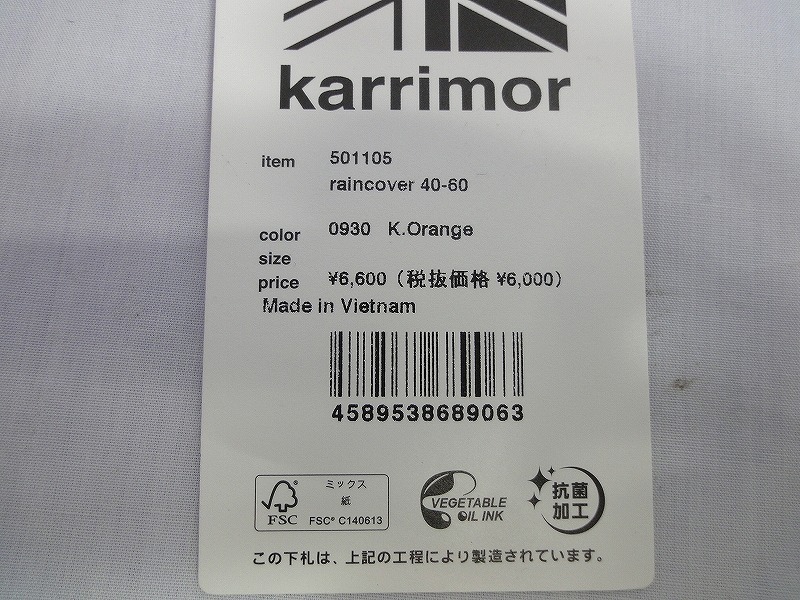 karrimor
item 501105
raincover 40-60
color 0930 K.Orange
size
price ¥6,600（税抜価格 ¥6,000）
Made in Vietnam
4589538689063
FSC
ミックス
紙
FSC® C140613
VEGETABLE
OIL INK
抗菌
加工
この下札は、上記の工程により製造されています。